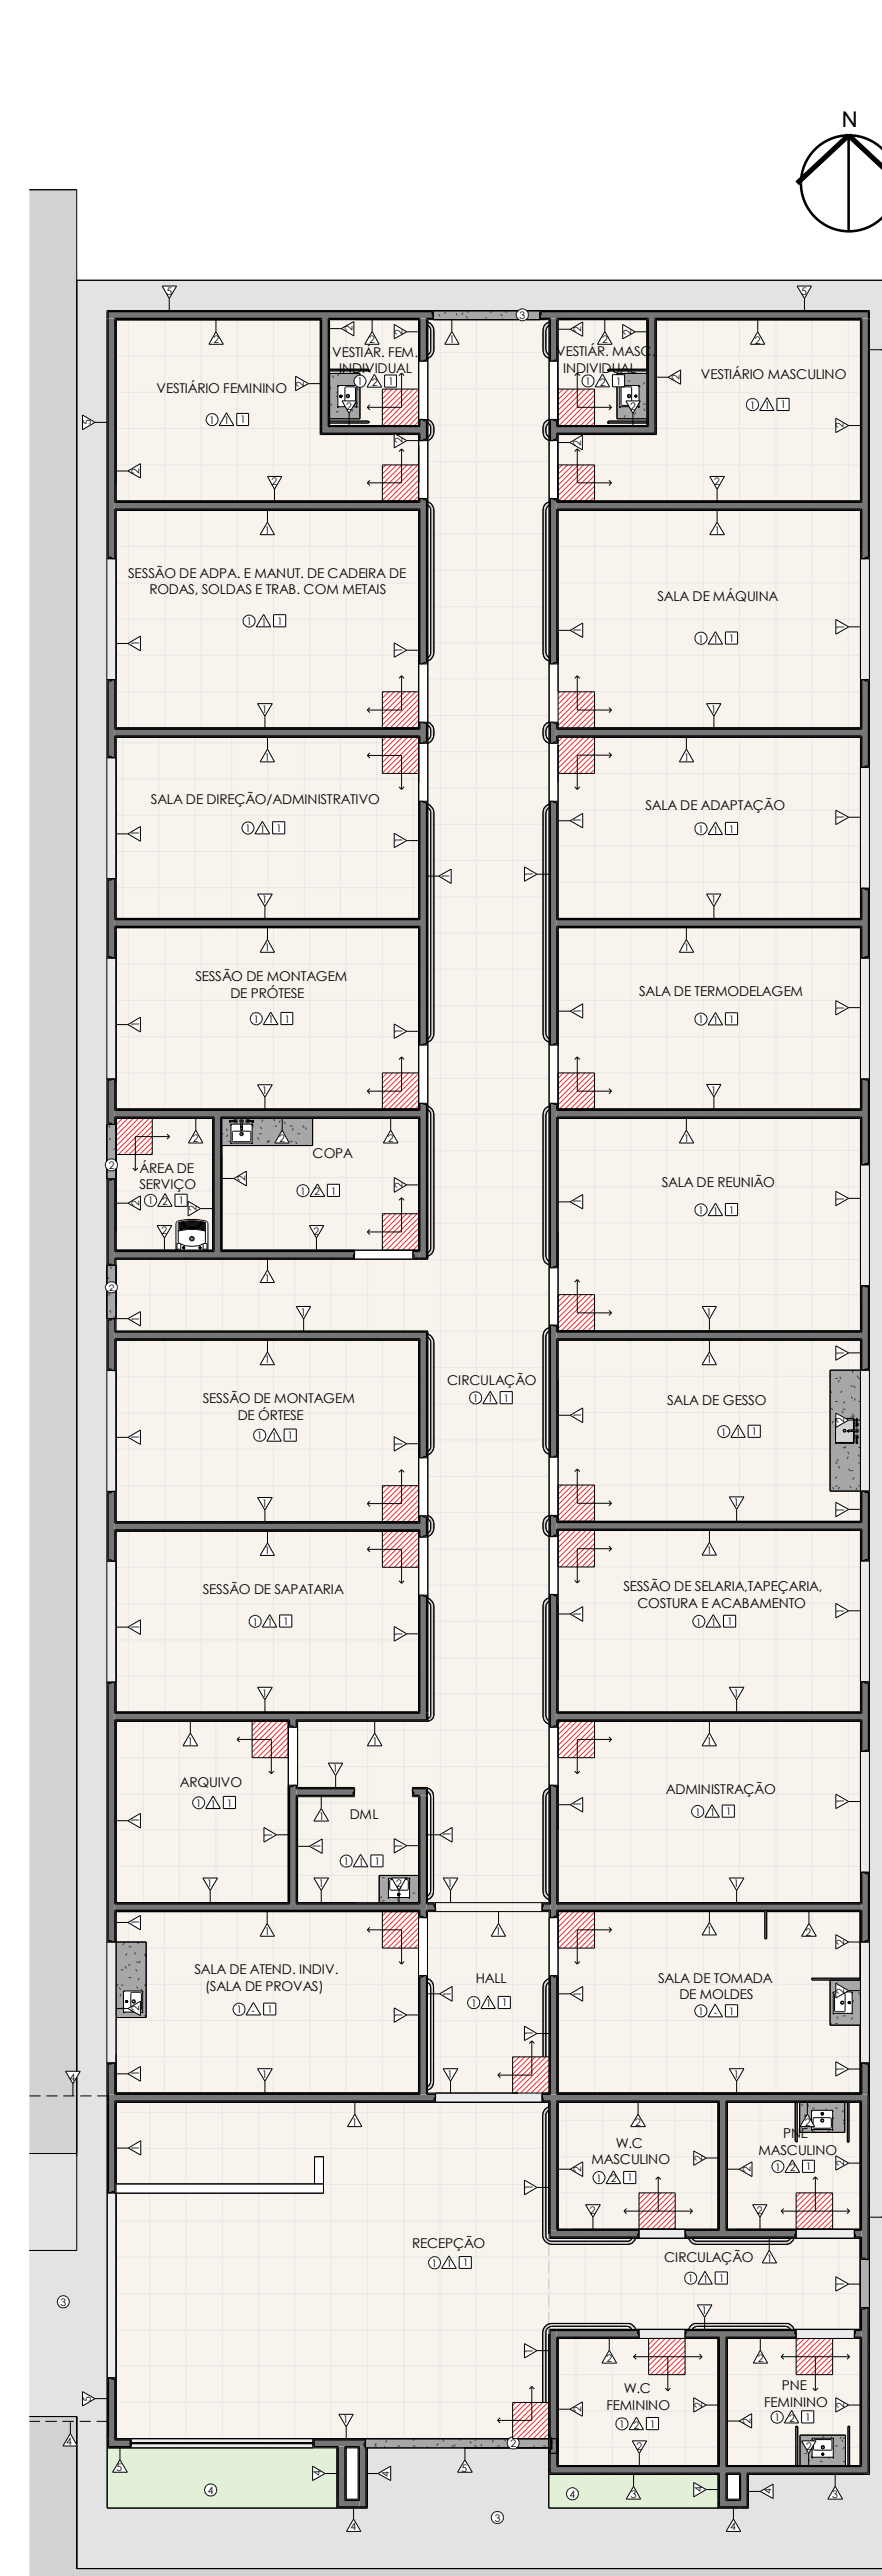 N
VESTIÁRIO FEMININO
VESTIÁR. FEM.
INDIVIDUAL
VESTIÁR. MASC.
INDIVIDUAL
VESTIÁRIO MASCULINO
SESSÃO DE ADPA. E MANUT. DE CADEIRA DE
RODAS, SOLDAS E TRAB. COM METAIS
SALA DE MÁQUINA
SALA DE DIREÇÃO/ADMINISTRATIVO
SALA DE ADAPTAÇÃO
SESSÃO DE MONTAGEM
DE PRÓTESE
SALA DE TERMODELAGEM
ÁREA DE
SERVIÇO
COPA
SALA DE REUNIÃO
CIRCULAÇÃO
SESSÃO DE MONTAGEM
DE ÓRTESE
SALA DE GESSO
SESSÃO DE SAPATARIA
SESSÃO DE SELARIA,TAPEÇARIA,
COSTURA E ACABAMENTO
ARQUIVO
DML
ADMINISTRAÇÃO
SALA DE ATEND. INDIV.
(SALA DE PROVAS)
HALL
SALA DE TOMADA
DE MOLDES
W.C
MASCULINO
PNE
MASCULINO
RECEPÇÃO
CIRCULAÇÃO
W.C
FEMININO
PNE
FEMININO